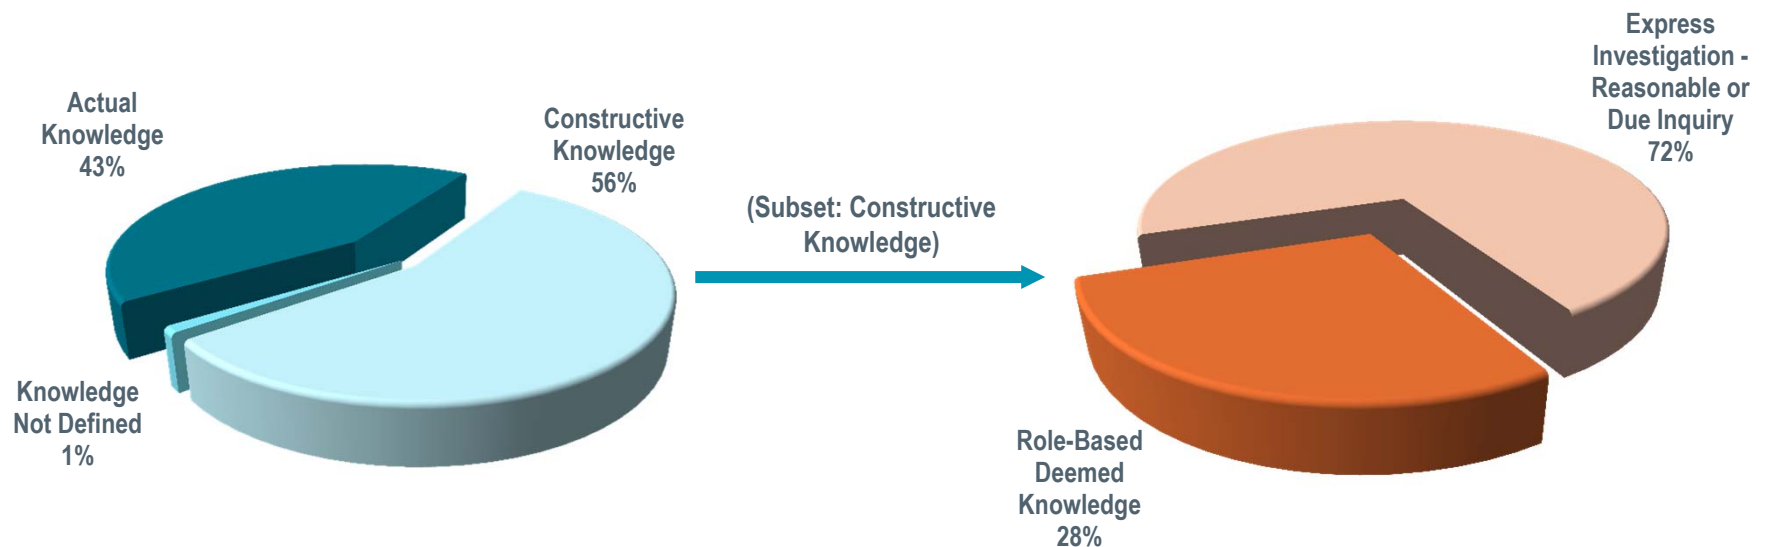 Actual
Knowledge
43%
Constructive
Knowledge
56%
Knowledge
Not Defined
1%
(Subset: Constructive
Knowledge)
Express
Investigation -
Reasonable or
Due Inquiry
72%
Role-Based
Deemed
Knowledge
28%